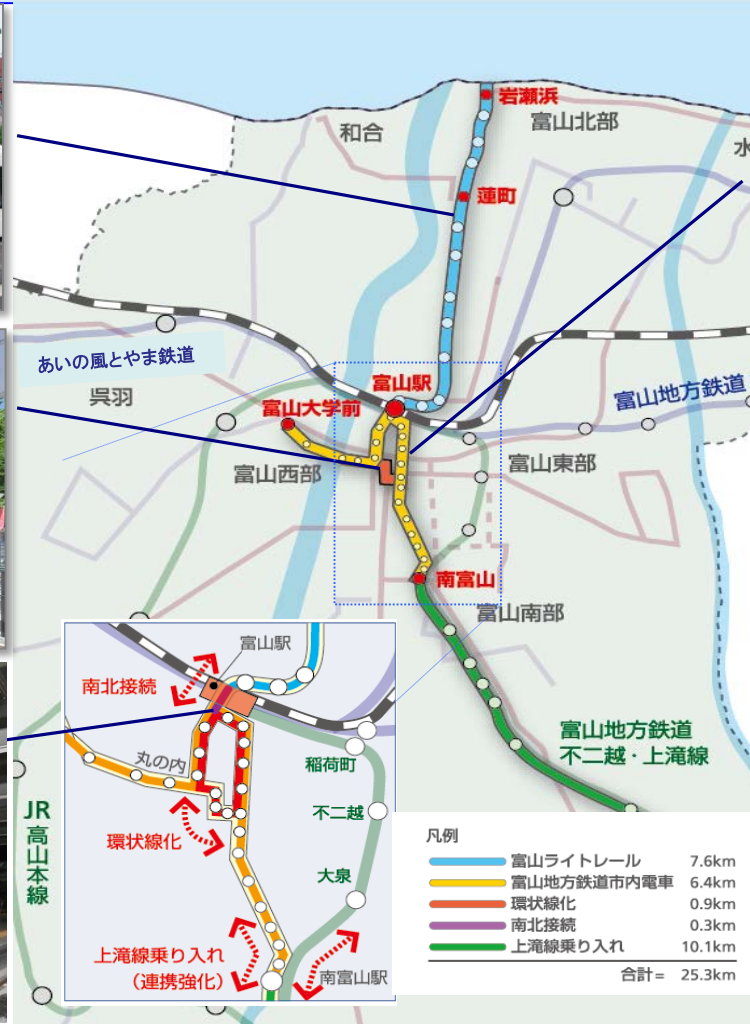 岩瀬浜
富山北部
和合
水
蓮町
あいの風とやま鉄道
富山駅
呉羽
富山地方鉄道
富山大学前
富山西部
富山東部
南富山
富山南部
富山駅
南北接続
丸の内
稲荷町
不二越
環状線化
大泉
上滝線乗り入れ
(連携強化)
南富山駅
JR
高山本線
富山地方鉄道
不二越・上滝線
凡例
富山ライトレール 7.6km
富山地方鉄道市内電車 6.4km
環状線化 0.9km
南北接続 0.3km
上滝線乗り入れ 10.1km
合計= 25.3km